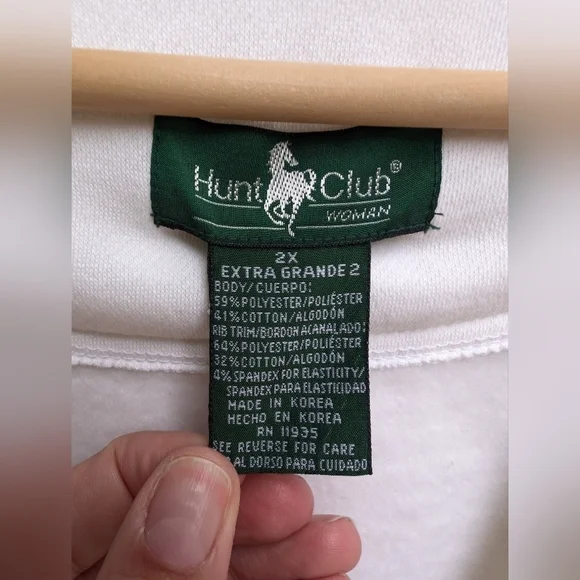 Hunt Club®
WOMAN
2X
EXTRA GRANDE 2
BODY/CUERPO:
59% POLYESTER/POLIÉSTER
41% COTTON/ALGODÓN
RIB TRIM/BORDON ACANALADO:
64% POLYESTER/POLIÉSTER
32% COTTON/ALGODÓN
4% SPANDEX FOR ELASTICITY/
SPANDEX PARA ELASTICIDAD
MADE IN KOREA
HECHO EN KOREA
RN 11935
SEE REVERSE FOR CARE
AL DORSO PARA CUIDADO